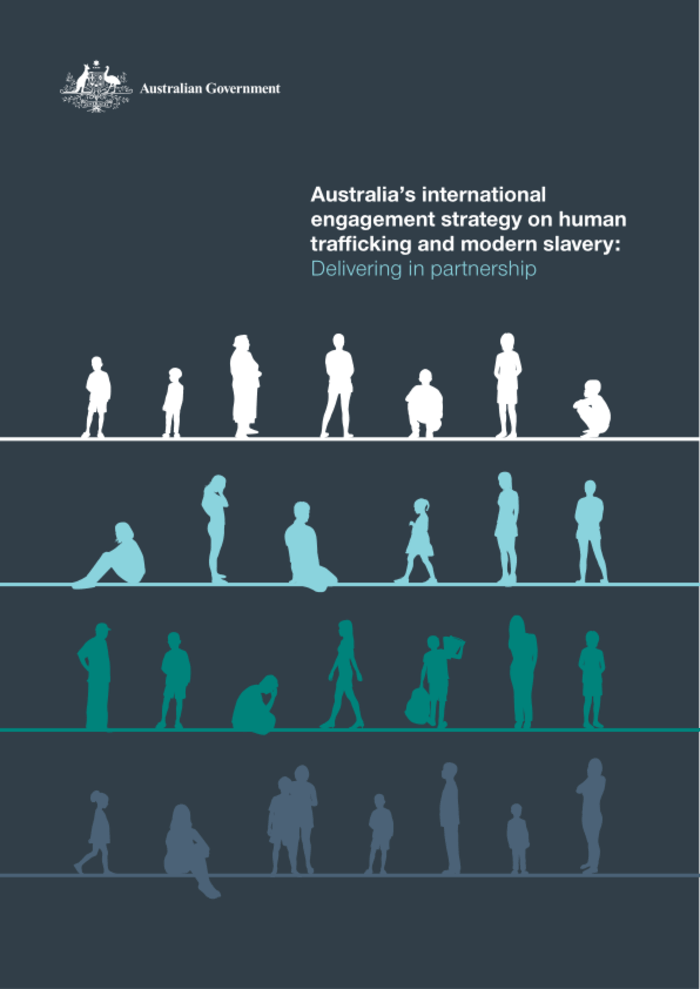 Australian Government
Australia's international
engagement strategy on human
trafficking and modern slavery:
Delivering in partnership